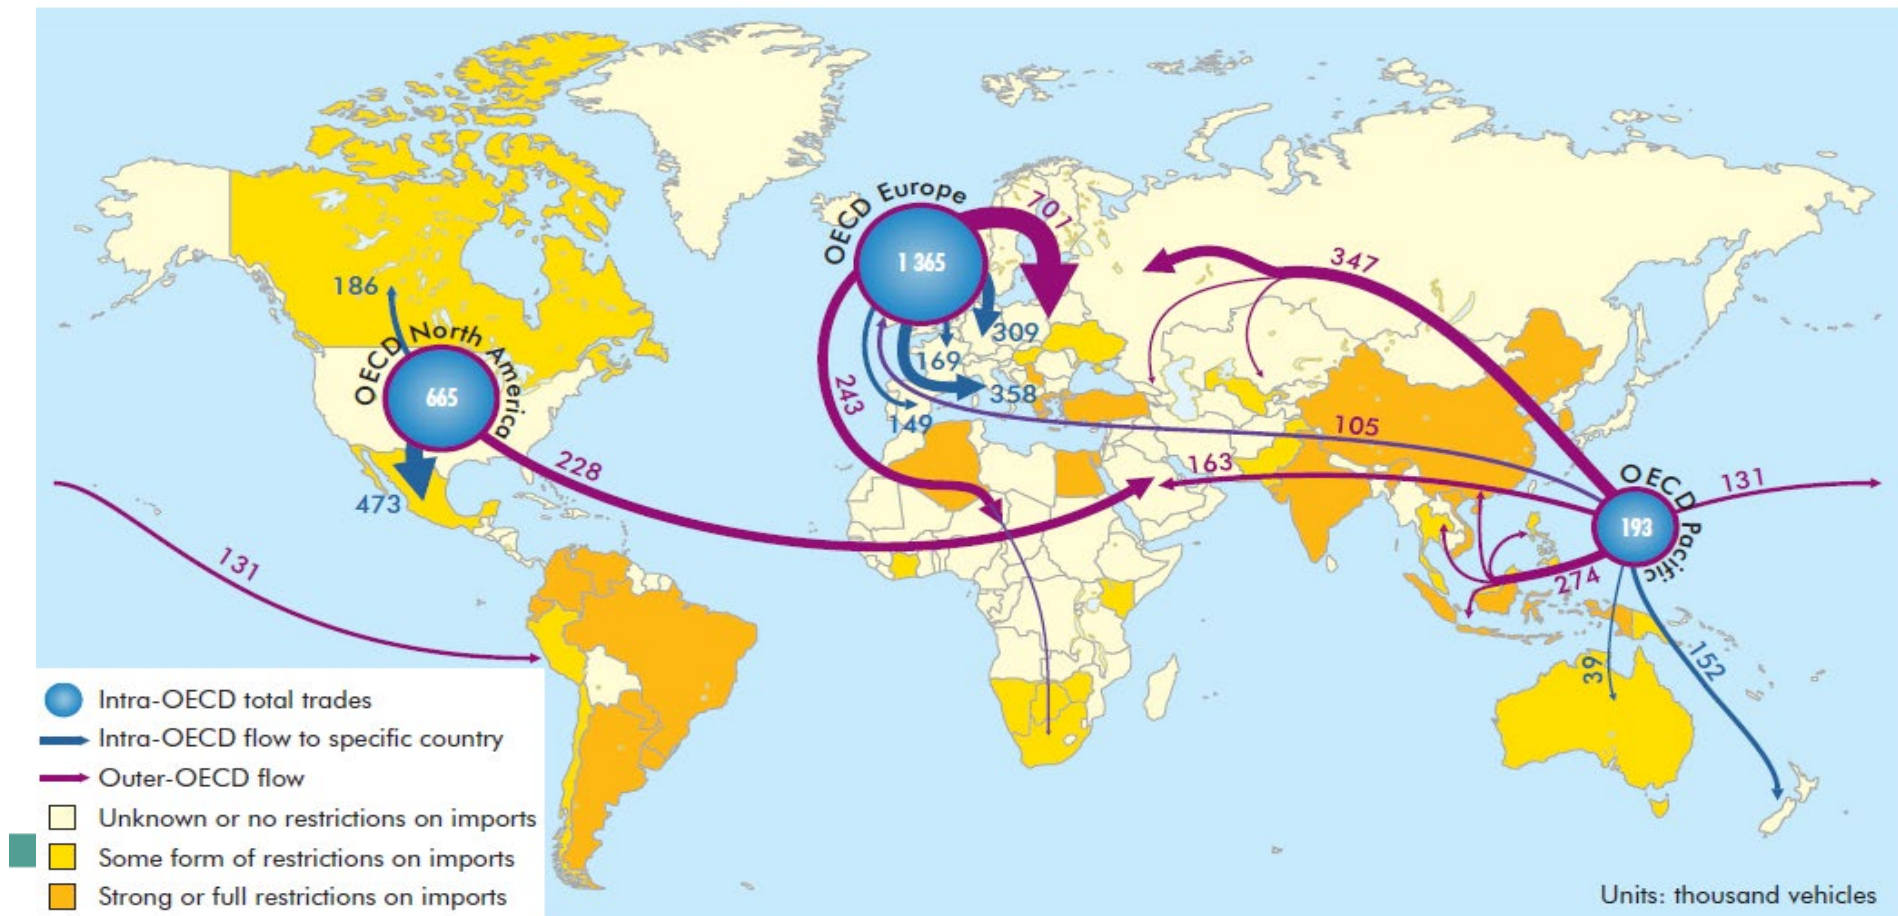 OECD Europe
1 365
701
347
186
OECD North America
665
309
169
358
149
243
105
473
228
163
OECD Pacific
193
131
131
274
39
152
Intra-OECD total trades
Intra-OECD flow to specific country
Outer-OECD flow
Unknown or no restrictions on imports
Some form of restrictions on imports
Strong or full restrictions on imports
Units: thousand vehicles